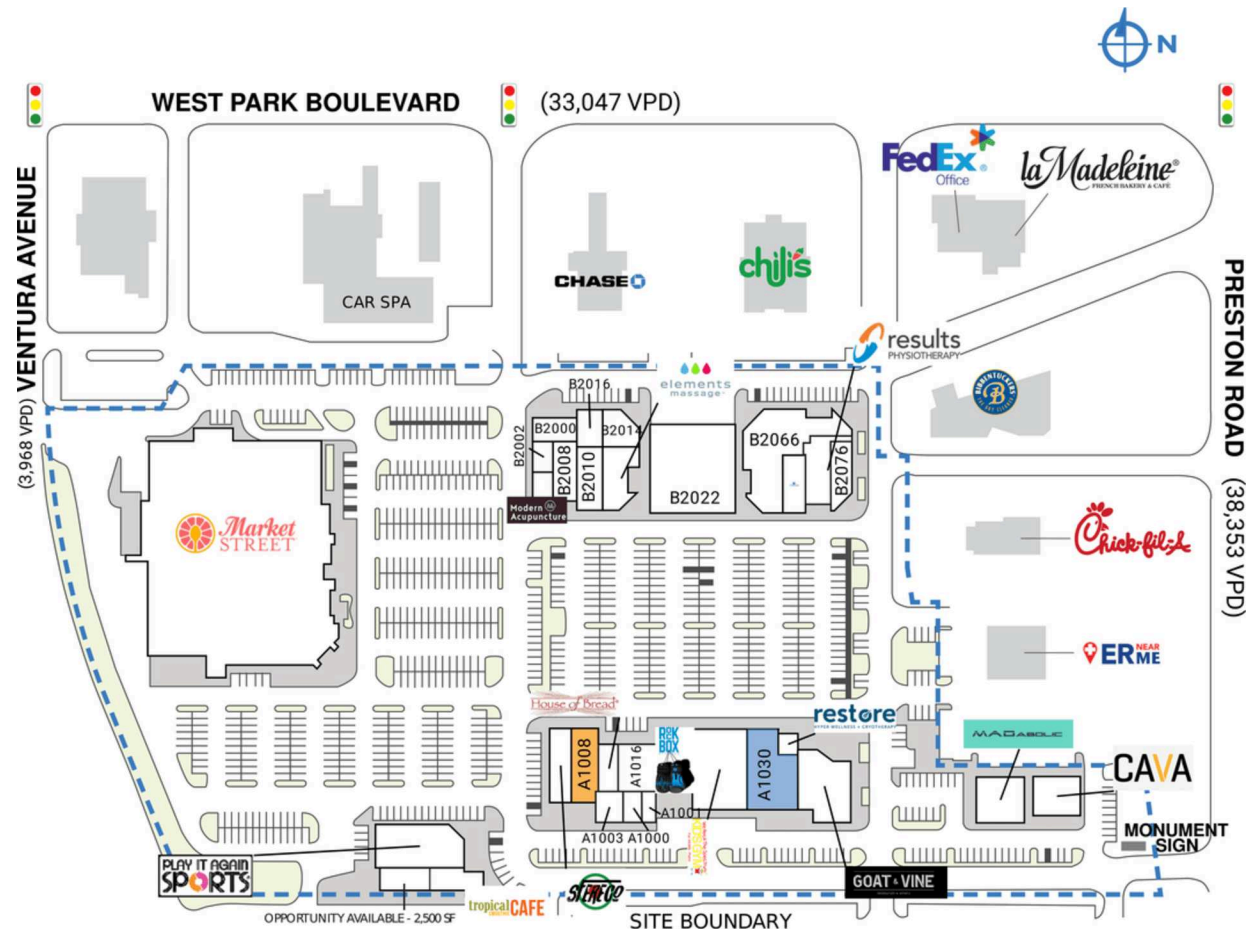 N
WEST PARK BOULEVARD (33,047 VPD)
(3,968 VPD) VENTURA AVENUE
PRESTON ROAD (38,353 VPD)
FedEx®
Office
la Madeleine®
FRENCH BAKERY & CAFÉ
CAR SPA
CHASE
chili's
results
PHYSIOTHERAPY
elements
massage
B2016
B2000
B2014
B2002
B2008
B2010
B2022
B2066
B2076
Modern
Acupuncture
B
Market
STREET
Chick-fil-A
ER NEAR
ME
House of Bread®
restore
HYPER WELLNESS + CRYOTHERAPY
MADABOLIC
CAVA
A1008
A1016
ROCK
BOX
A1030
A1001
A1003 A1000
MONUMENT
SIGN
PLAY IT AGAIN
SPORTS
GOAT & VINE
tropical CAFE
STEREO
OPPORTUNITY AVAILABLE - 2,500 SF
SITE BOUNDARY